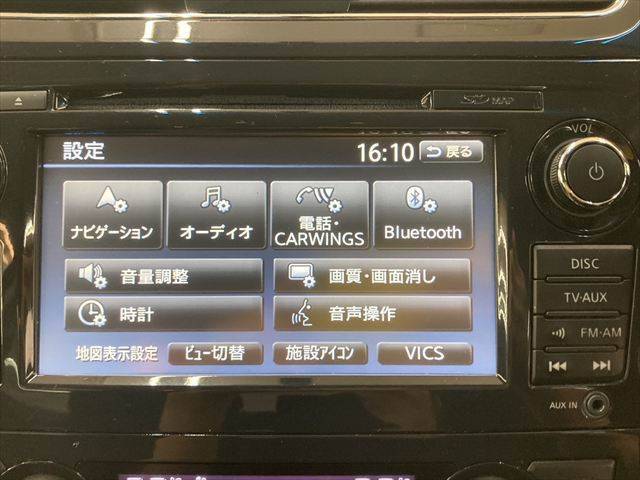 VOL
SD MAP
設定
16:10
戻る
ナビゲーション
オーディオ
電話・
CARWINGS
Bluetooth
音量調整
画質・画面消し
時計
音声操作
地図表示設定
ビュー切替
施設アイコン
VICS
DISC
TV・AUX
FM・AM
AUX IN